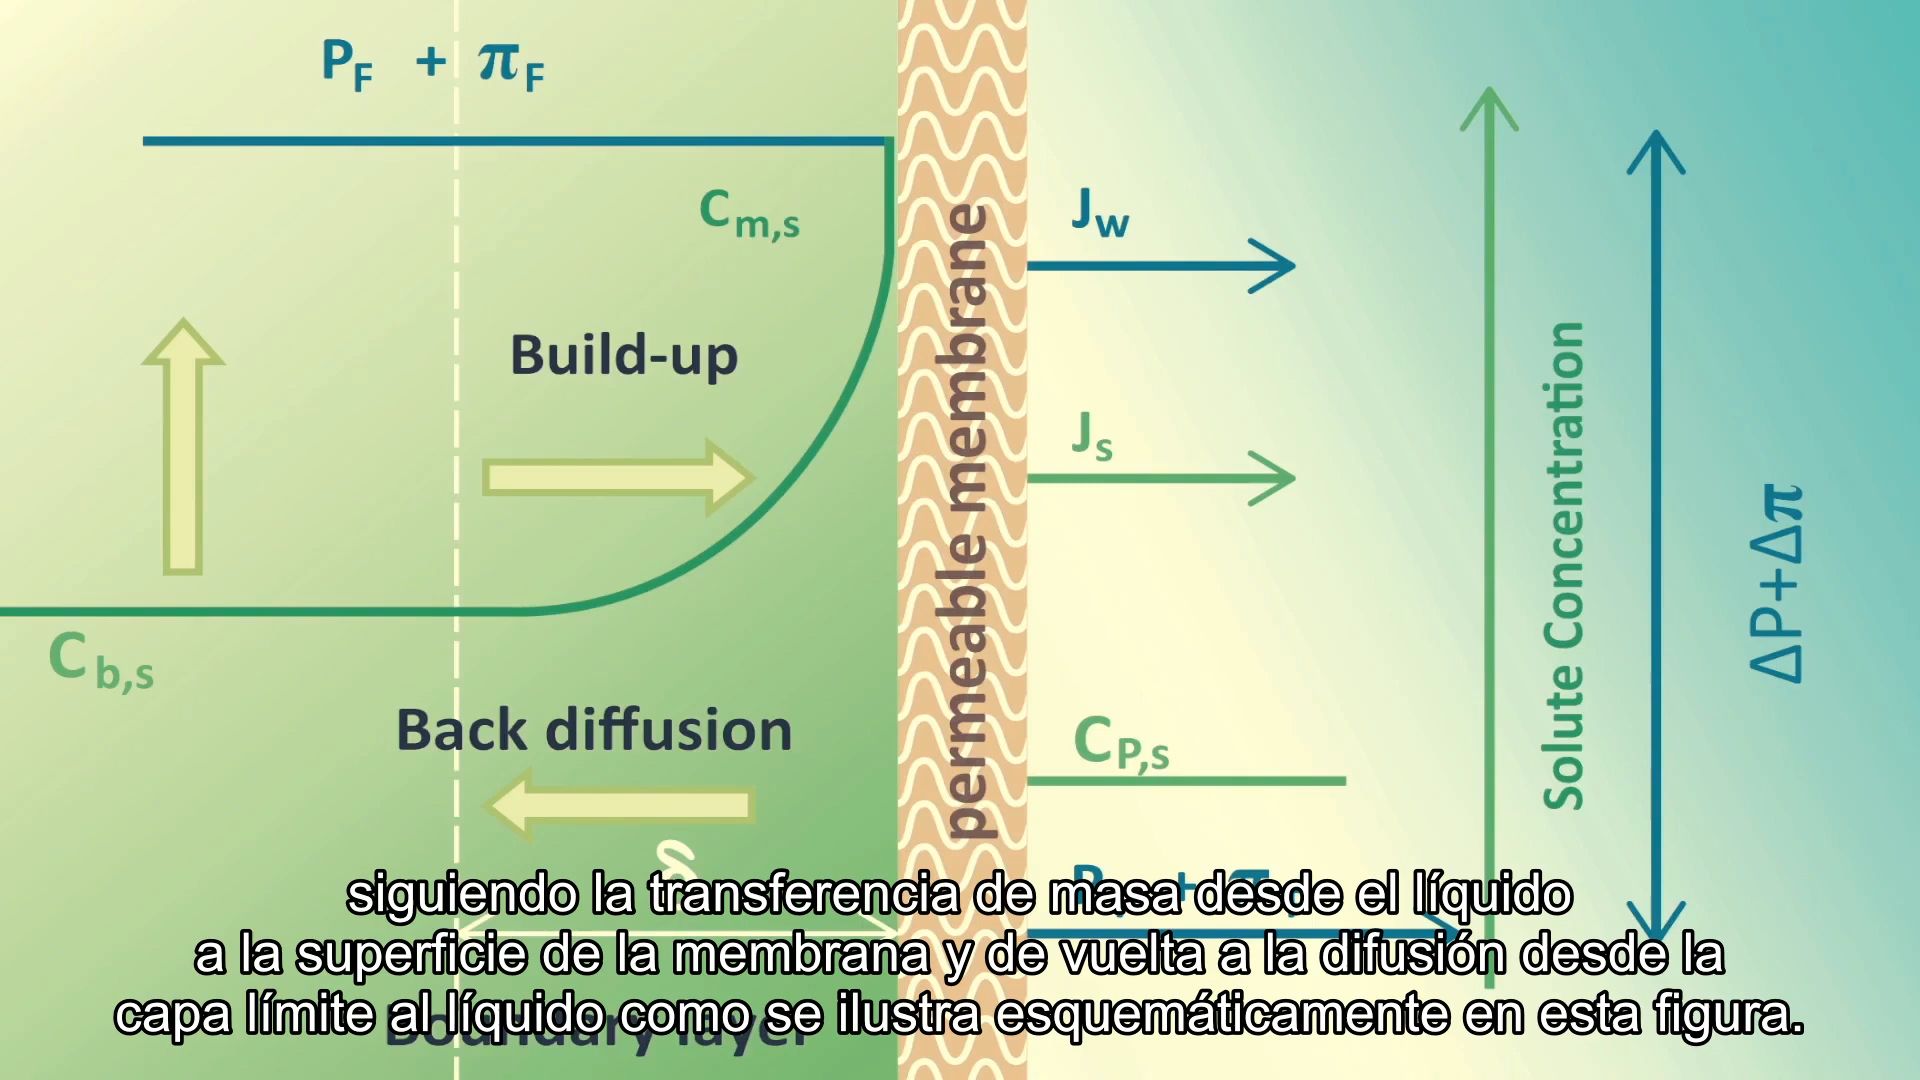 P_F + π_F
C_m,s
J_w
Build-up
J_s
permeable membrane
Solute Concentration
ΔP+Δπ
C_b,s
Back diffusion
C_P,s
siguiendo la transferencia de masa desde el líquido
a la superficie de la membrana y de vuelta a la difusión desde la
capa límite al líquido como se ilustra esquemáticamente en esta figura.
Boundary layer